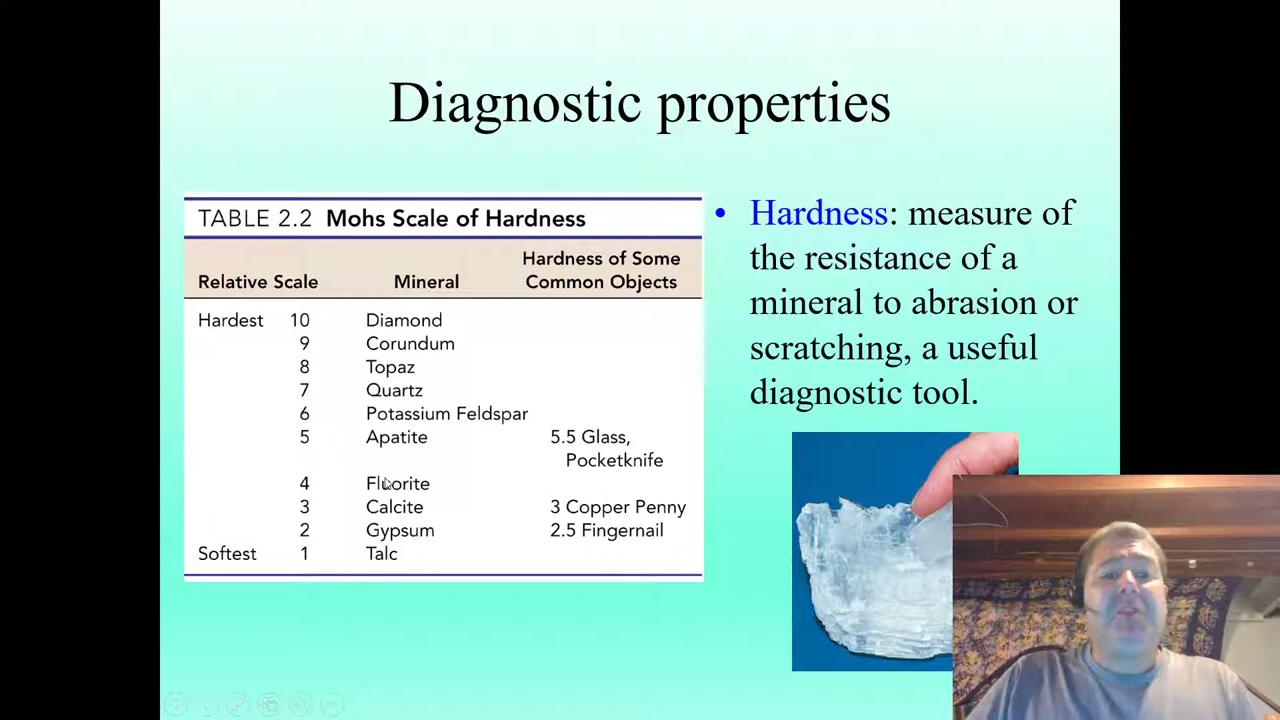 Diagnostic properties
TABLE 2.2 Mohs Scale of Hardness
Relative Scale Mineral Hardness of Some Common Objects
Hardest 10 Diamond
9 Corundum
8 Topaz
7 Quartz
6 Potassium Feldspar
5 Apatite 5.5 Glass,
Pocketknife
4 Fluorite
3 Calcite 3 Copper Penny
2 Gypsum 2.5 Fingernail
Softest 1 Talc
• Hardness: measure of
the resistance of a
mineral to abrasion or
scratching, a useful
diagnostic tool.